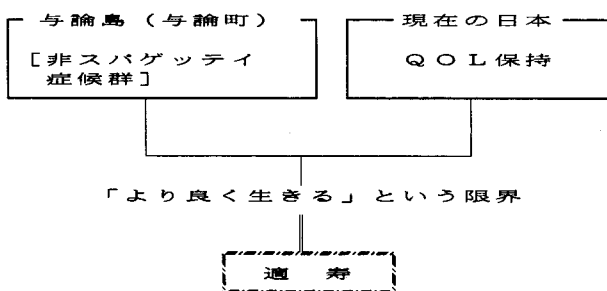 与論島（与論町）
[非スパゲッテイ
症候群]
現在の日本
ＱＯＬ保持
「より良く生きる」という限界
適　寿